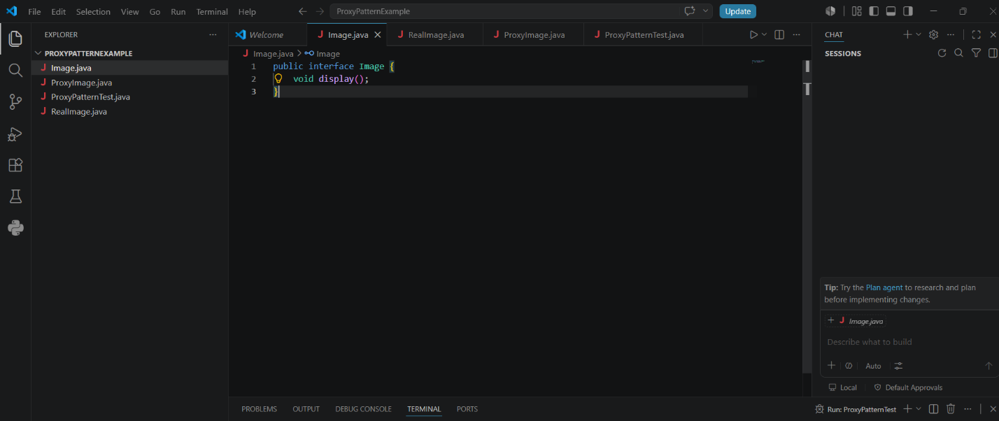 File Edit Selection View Go Run Terminal Help ProxyPatternExample Update
EXPLORER
PROXYPATTERNEXAMPLE
Image.java
ProxyImage.java
ProxyPatternTest.java
RealImage.java
Welcome Image.java RealImage.java ProxyImage.java ProxyPatternTest.java
Image.java > Image
1 public interface Image {
2 void display();
3 }
PROBLEMS OUTPUT DEBUG CONSOLE TERMINAL PORTS
Run: ProxyPatternTest
CHAT
SESSIONS
Tip: Try the Plan agent to research and plan
before implementing changes.
Image.java
Describe what to build
Auto
Local Default Approvals